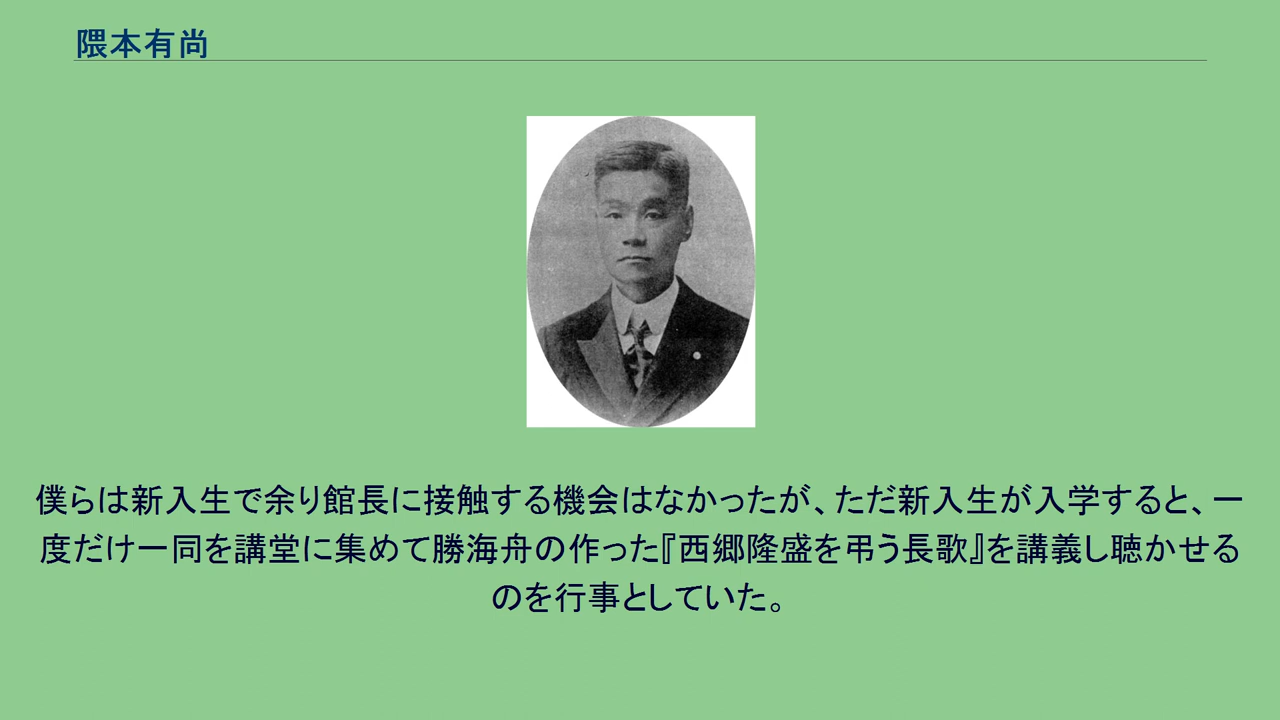 隈本有尚
僕らは新入生で余り館長に接触する機会はなかったが、ただ新入生が入学すると、一
度だけ一同を講堂に集めて勝海舟の作った『西郷隆盛を弔う長歌』を講義し聴かせる
のを行事としていた。